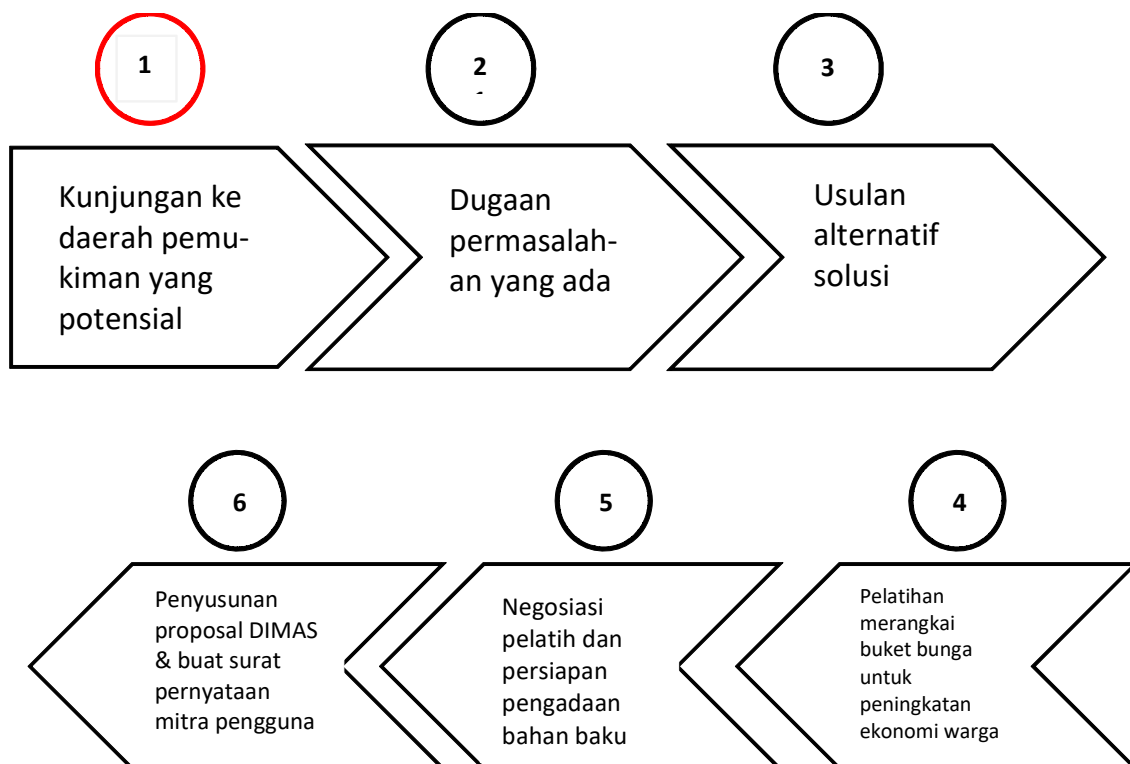 1
Kunjungan ke
daerah pemu-
kiman yang
potensial
2
Dugaan
permasalah-
an yang ada
3
Usulan
alternatif
solusi
4
Pelatihan
merangkai
buket bunga
untuk
peningkatan
ekonomi warga
5
Negosiasi
pelatih dan
persiapan
pengadaan
bahan baku
6
Penyusunan
proposal DIMAS
& buat surat
pernyataan
mitra pengguna